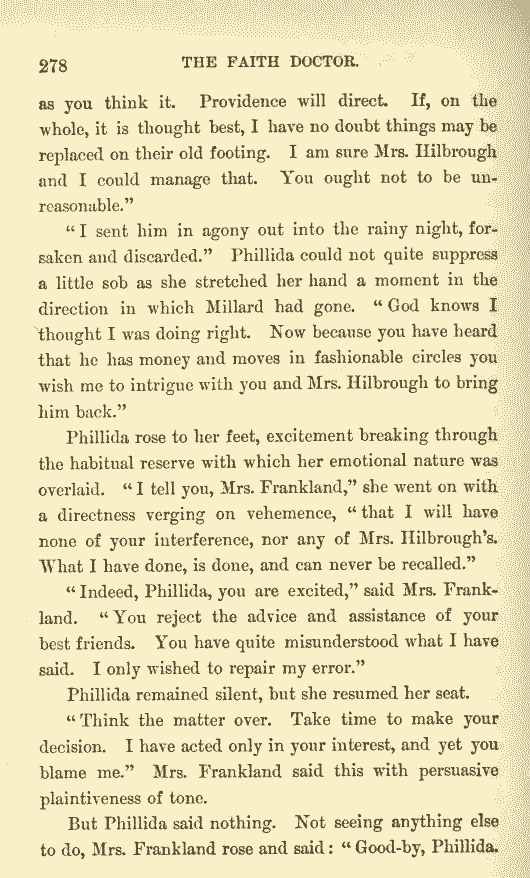 278 THE FAITH DOCTOR.
as you think it. Providence will direct. If, on the
whole, it is thought best, I have no doubt things may be
replaced on their old footing. I am sure Mrs. Hilbrough
and I could manage that. You ought not to be un-
reasonable.”
“I sent him in agony out into the rainy night, for-
saken and discarded.” Phillida could not quite suppress
a little sob as she stretched her hand a moment in the
direction in which Millard had gone. “God knows I
thought I was doing right. Now because you have heard
that he has money and moves in fashionable circles you
wish me to intrigue with you and Mrs. Hilbrough to bring
him back.”
Phillida rose to her feet, excitement breaking through
the habitual reserve with which her emotional nature was
overlaid. “I tell you, Mrs. Frankland,” she went on with
a directness verging on vehemence, “that I will have
none of your interference, nor any of Mrs. Hilbrough’s.
What I have done, is done, and can never be recalled.”
“Indeed, Phillida, you are excited,” said Mrs. Frank-
land. “You reject the advice and assistance of your
best friends. You have quite misunderstood what I have
said. I only wished to repair my error.”
Phillida remained silent, but she resumed her seat.
“Think the matter over. Take time to make your
decision. I have acted only in your interest, and yet you
blame me.” Mrs. Frankland said this with persuasive
plaintiveness of tone.
But Phillida said nothing. Not seeing anything else
to do, Mrs. Frankland rose and said: “Good-by, Phillida.